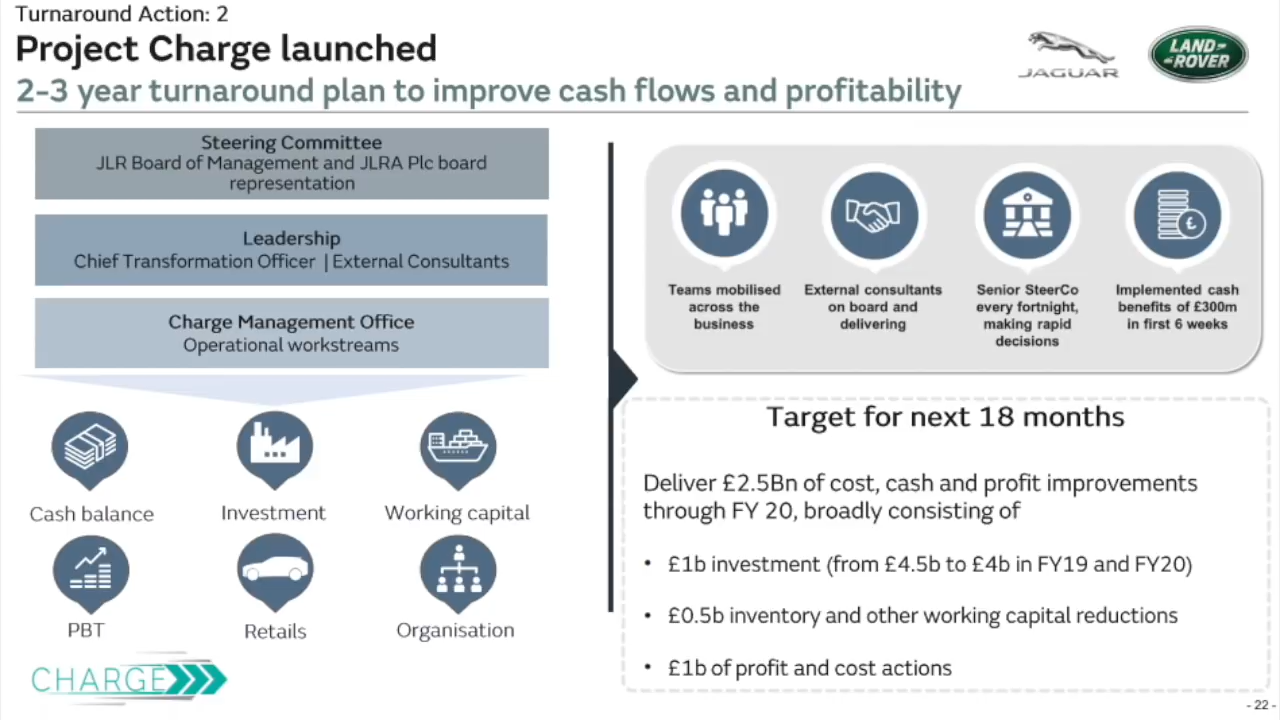 Turnaround Action: 2
Project Charge launched
2-3 year turnaround plan to improve cash flows and profitability
JAGUAR
LAND-
-ROVER
Steering Committee
JLR Board of Management and JLRA Plc board
representation
Leadership
Chief Transformation Officer | External Consultants
Charge Management Office
Operational workstreams
Cash balance
Investment
Working capital
PBT
Retails
Organisation
CHARGE
£
Teams mobilised
across the
business
External consultants
on board and
delivering
Senior SteerCo
every fortnight,
making rapid
decisions
Implemented cash
benefits of £300m
in first 6 weeks
Target for next 18 months
Deliver £2.5Bn of cost, cash and profit improvements
through FY 20, broadly consisting of
• £1b investment (from £4.5b to £4b in FY19 and FY20)
• £0.5b inventory and other working capital reductions
• £1b of profit and cost actions
- 22 -